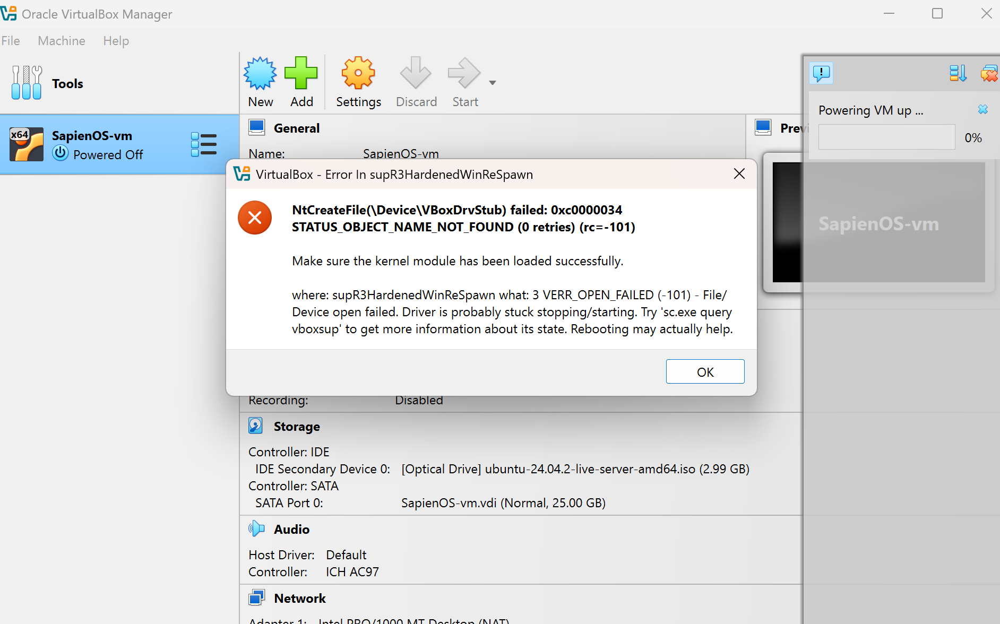 Oracle VirtualBox Manager
File Machine Help
Tools
New Add Settings Discard Start
x64
SapienOS-vm
Powered Off
General
Name: SapienOS-vm
Previ
Powering VM up ...
0%
SapienOS-vm
VirtualBox - Error In supR3HardenedWinReSpawn
NtCreateFile(\Device\VBoxDrvStub) failed: 0xc0000034
STATUS_OBJECT_NAME_NOT_FOUND (0 retries) (rc=-101)
Make sure the kernel module has been loaded successfully.
where: supR3HardenedWinReSpawn what: 3 VERR_OPEN_FAILED (-101) - File/
Device open failed. Driver is probably stuck stopping/starting. Try 'sc.exe query
vboxsup' to get more information about its state. Rebooting may actually help.
OK
Recording: Disabled
Storage
Controller: IDE
IDE Secondary Device 0: [Optical Drive] ubuntu-24.04.2-live-server-amd64.iso (2.99 GB)
Controller: SATA
SATA Port 0: SapienOS-vm.vdi (Normal, 25.00 GB)
Audio
Host Driver: Default
Controller: ICH AC97
Network
Adapter 1: Intel PRO/1000 MT Desktop (NAT)